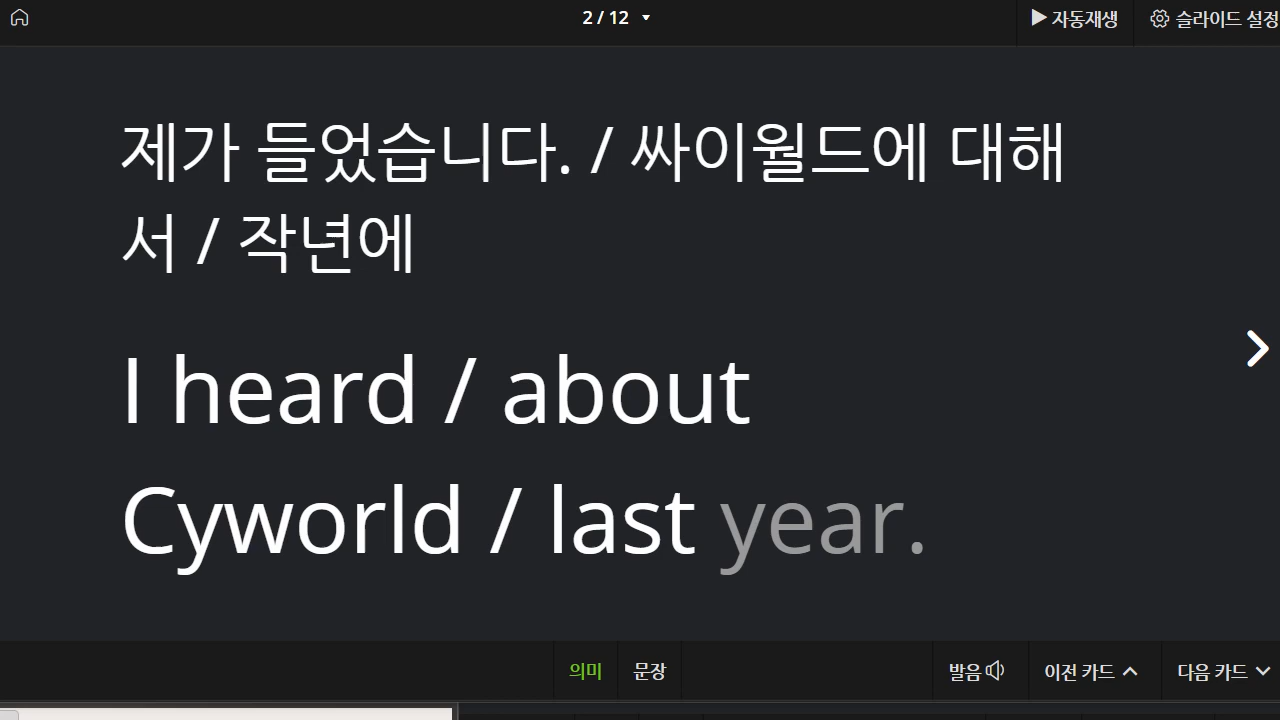 2 / 12
자동재생
슬라이드 설정
제가 들었습니다. / 싸이월드에 대해
서 / 작년에
I heard / about
Cyworld / last year.
의미
문장
발음
이전 카드
다음 카드